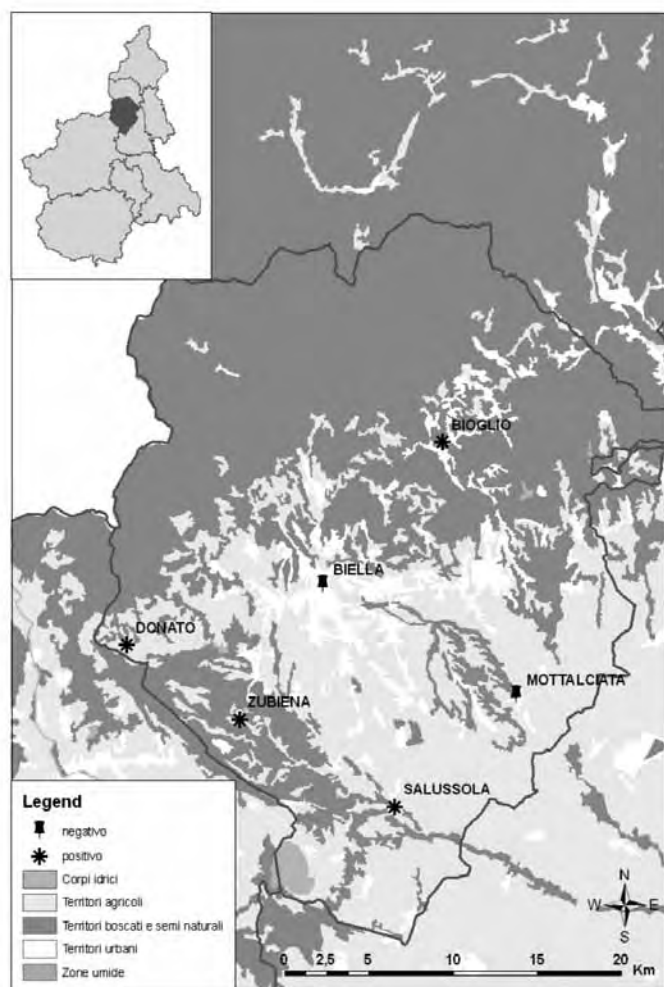 BIOGLIO
BIELLA
DONATO
MOTTALCIATA
ZUBIENA
SALUSSOLA
Legend
negativo
positivo
Corpi idrici
Territori agricoli
Territori boscati e semi naturali
Territori urbani
Zone umide
N
W E
S
0 2,5 5 10 15 20
Km